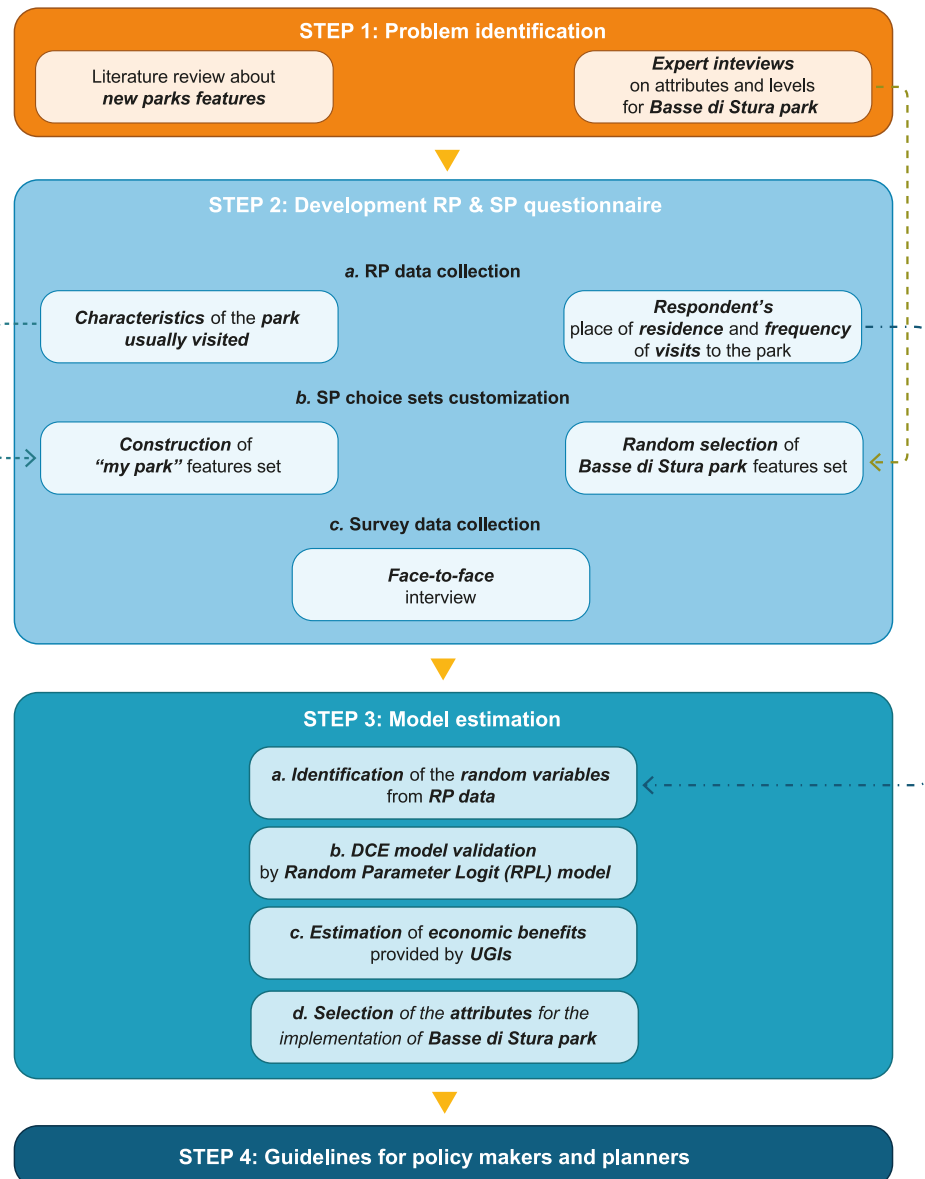 STEP 1: Problem identification
Literature review about
new parks features
Expert inteviews
on attributes and levels
for Basse di Stura park
STEP 2: Development RP & SP questionnaire
a. RP data collection
Characteristics of the park
usually visited
Respondent's
place of residence and frequency
of visits to the park
b. SP choice sets customization
Construction of
"my park" features set
Random selection of
Basse di Stura park features set
c. Survey data collection
Face-to-face
interview
STEP 3: Model estimation
a. Identification of the random variables
from RP data
b. DCE model validation
by Random Parameter Logit (RPL) model
c. Estimation of economic benefits
provided by UGIs
d. Selection of the attributes for the
implementation of Basse di Stura park
STEP 4: Guidelines for policy makers and planners